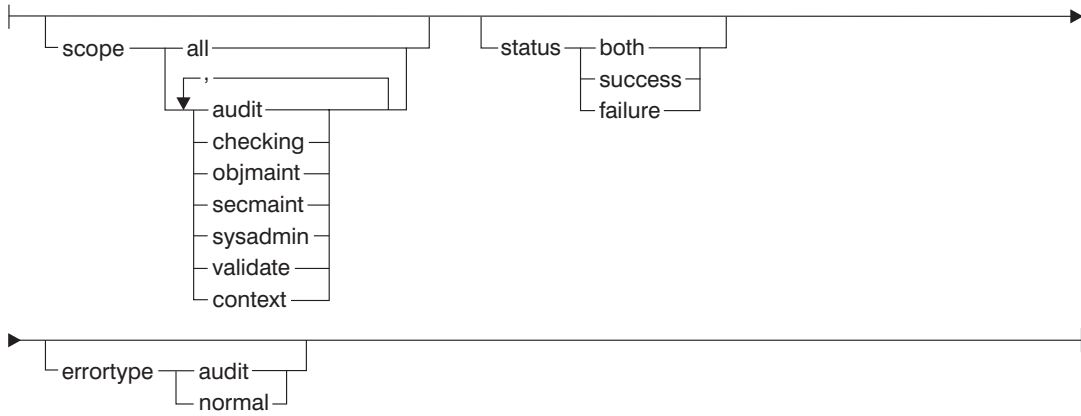 scope all status both
, success
audit failure
checking
objmaint
secmaint
sysadmin
validate
context
errortype audit
normal